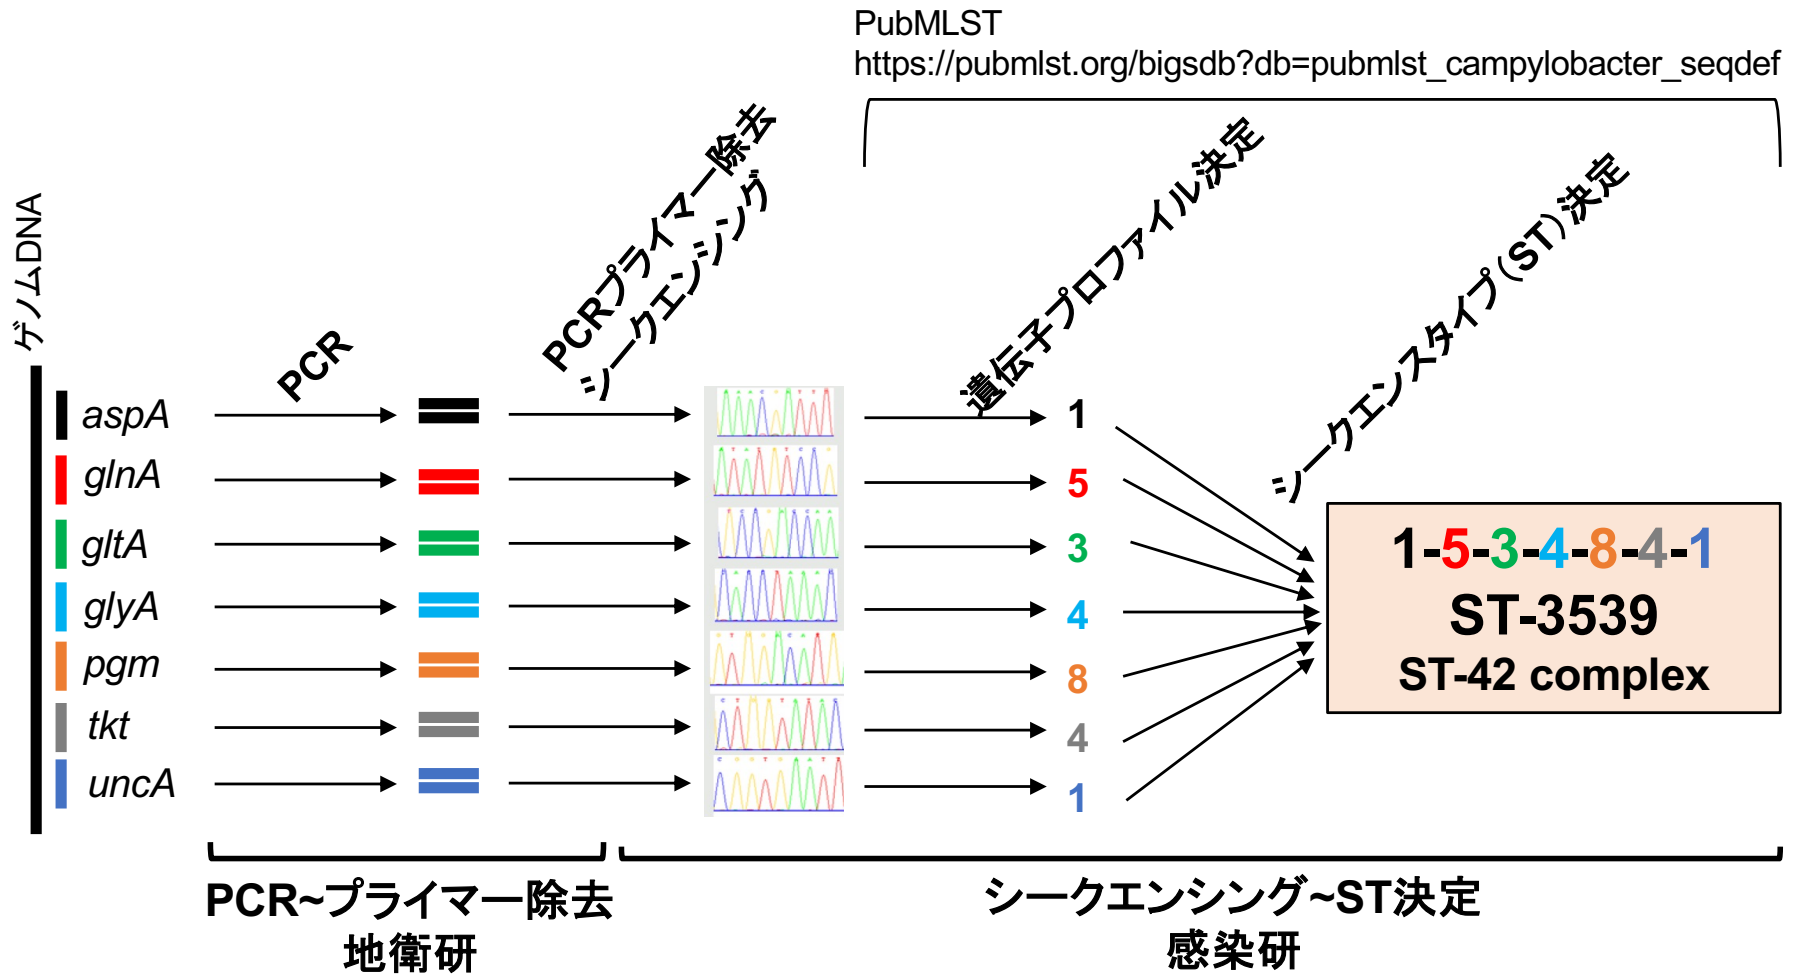 PubMLST
https://pubmlst.org/bigsdb?db=pubmlst_campylobacter_seqdef
ゲノムDNA
PCR
PCRプライマー除去
シークエンシング
遺伝子プロファイル決定
シークエンスタイプ(ST)決定
aspA
1
glnA
5
gltA
3
glyA
4
pgm
8
tkt
4
uncA
1
1-5-3-4-8-4-1
ST-3539
ST-42 complex
PCR~プライマー除去
地衛研
シークエンシング~ST決定
感染研